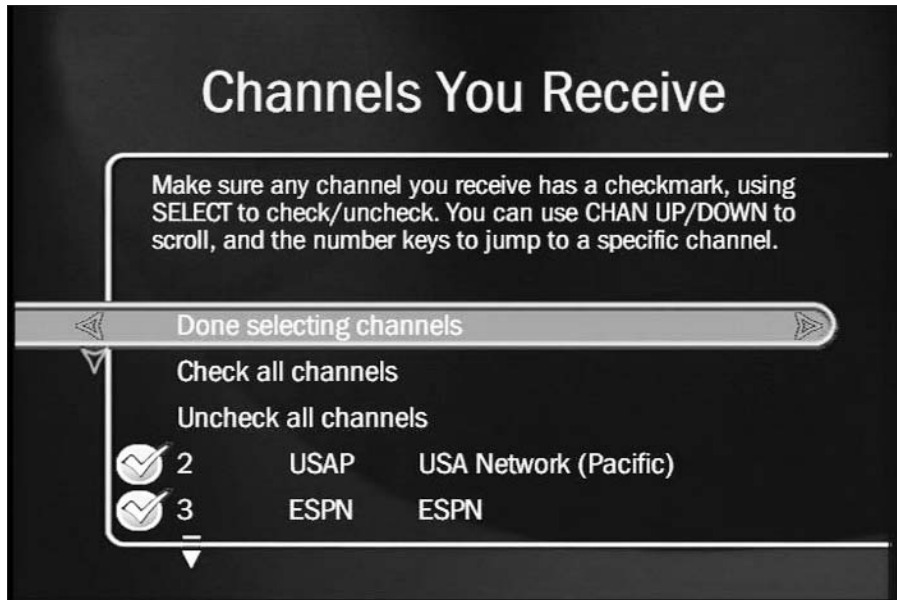 Channels You Receive
Make sure any channel you receive has a checkmark, using
SELECT to check/uncheck. You can use CHAN UP/DOWN to
scroll, and the number keys to jump to a specific channel.
Done selecting channels
Check all channels
Uncheck all channels
2 USAP USA Network (Pacific)
3 ESPN ESPN